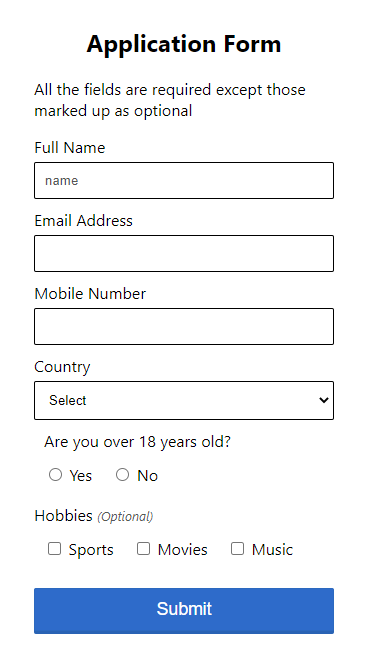 Application Form
All the fields are required except those
marked up as optional
Full Name
name
Email Address
Mobile Number
Country
Select
Are you over 18 years old?
Yes No
Hobbies (Optional)
Sports Movies Music
Submit